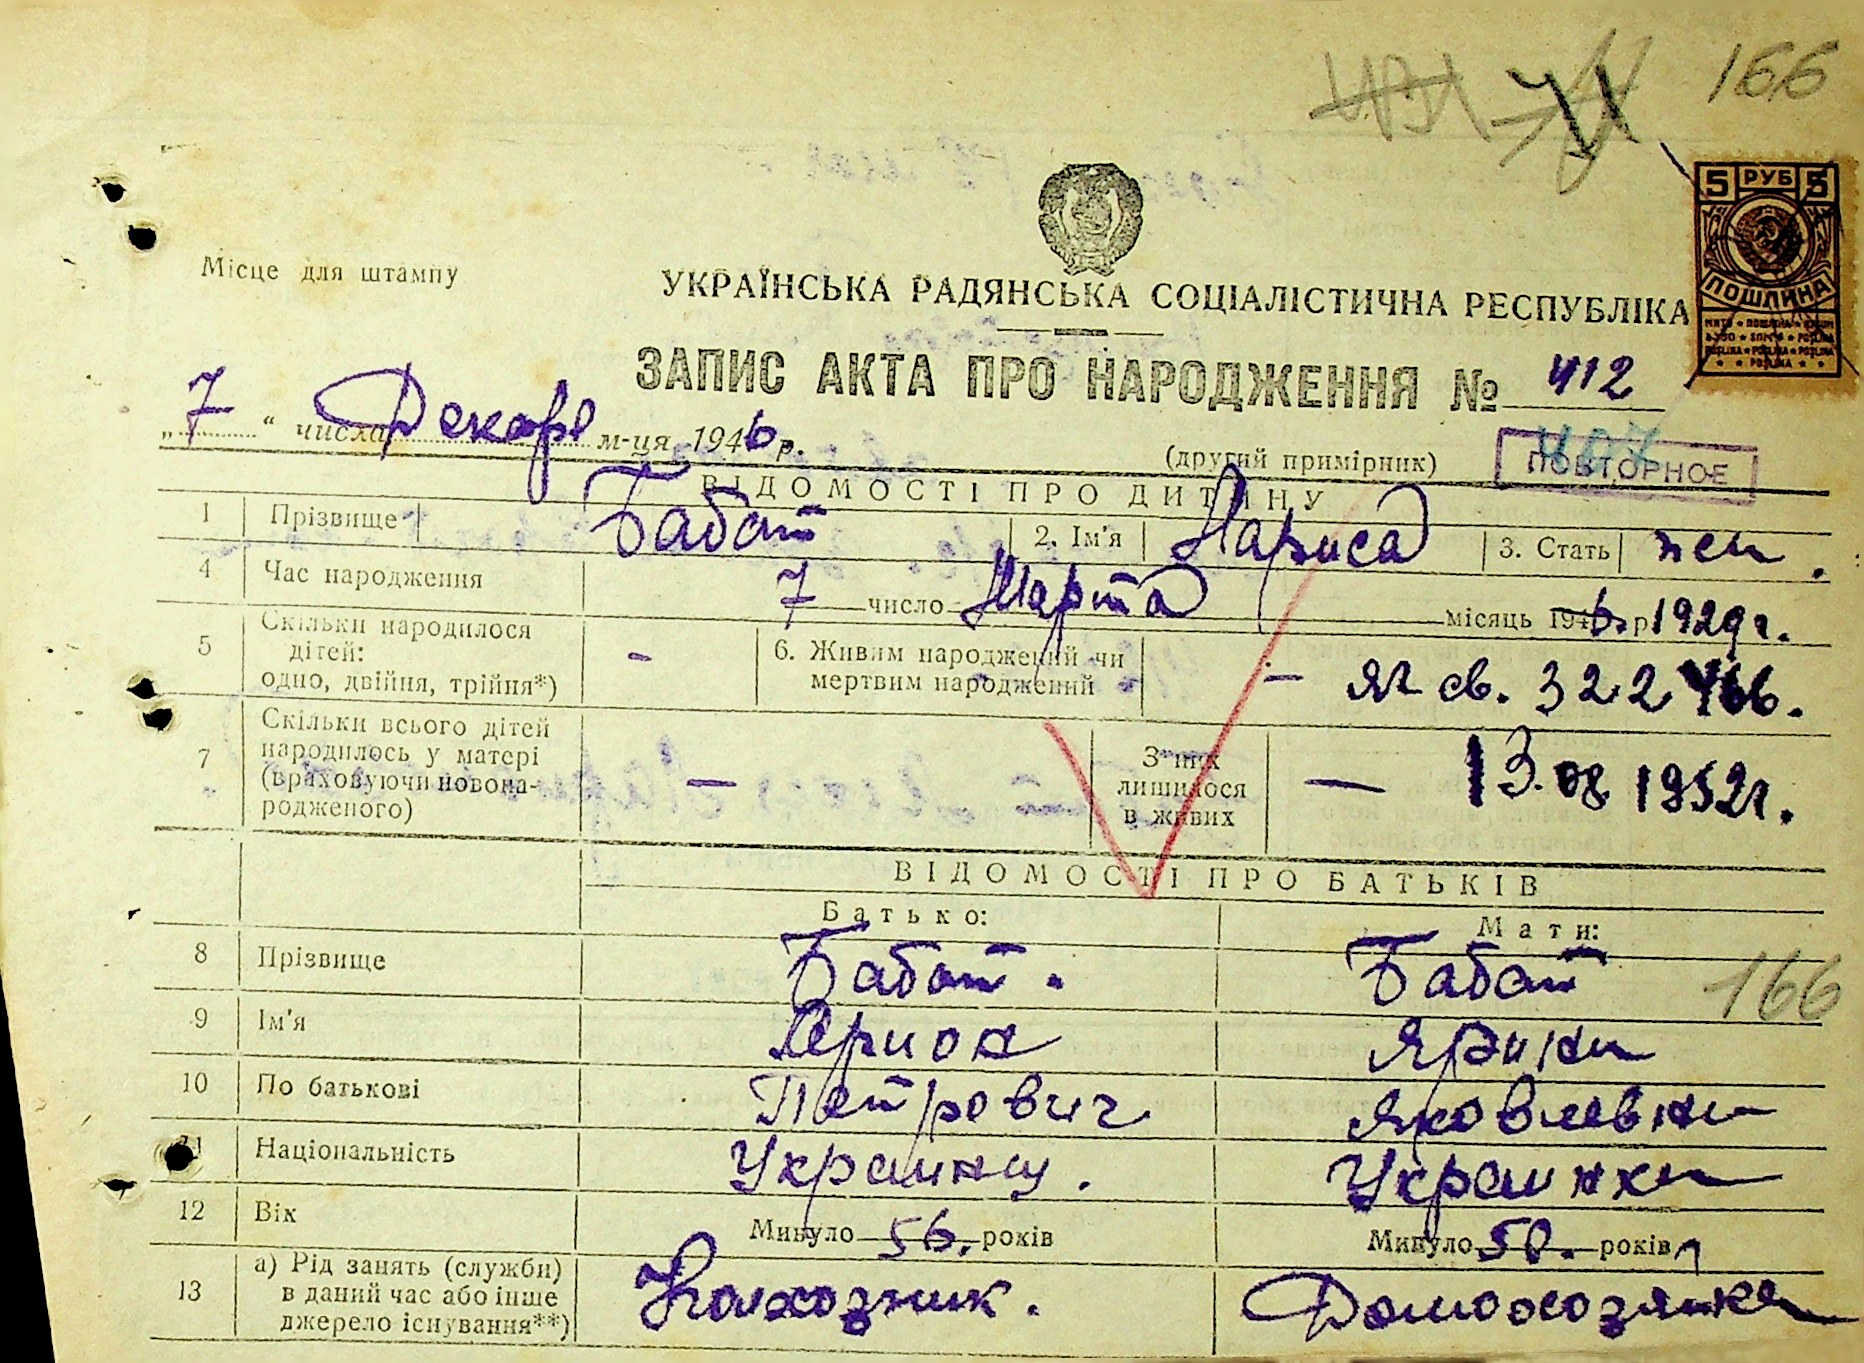 166
5 РУБ 5
ПОШЛИНА
Місце для штампу
УКРАЇНСЬКА РАДЯНСЬКА СОЦІАЛІСТИЧНА РЕСПУБЛІКА
ЗАПИС АКТА ПРО НАРОДЖЕННЯ № 412
„ 7 “ числа Декабр м-ця 1946 р.
(другий примірник) 407 ПОВТОРНОЕ
ВІДОМОСТІ ПРО ДИТИНУ
1 Прізвище Бабат 2. Ім'я Лариса 3. Стать жен.
4 Час народження 7 число Марта місяць 1946. р 1929 г.
5 Скільки народилося дітей: одно, двійня, трійня*) - 6. Живим народжений чи мертвим народжений — св. 322466.
7 Скільки всього дітей народилось у матері (враховуючи новонародженого) — З них лишилося в живих — 13. 08 1952г.
ВІДОМОСТІ ПРО БАТЬКІВ
Батько: Мати:
8 Прізвище Бабат. Бабат 166
9 Ім'я
10 По батькові Петрович Яковлевна
11 Національність Украинец. Украинка
12 Вік Минуло 56. років Минуло 50. років
13 а) Рід занять (служби) в даний час або інше джерело існування**) Колхозник. Домохозяйка